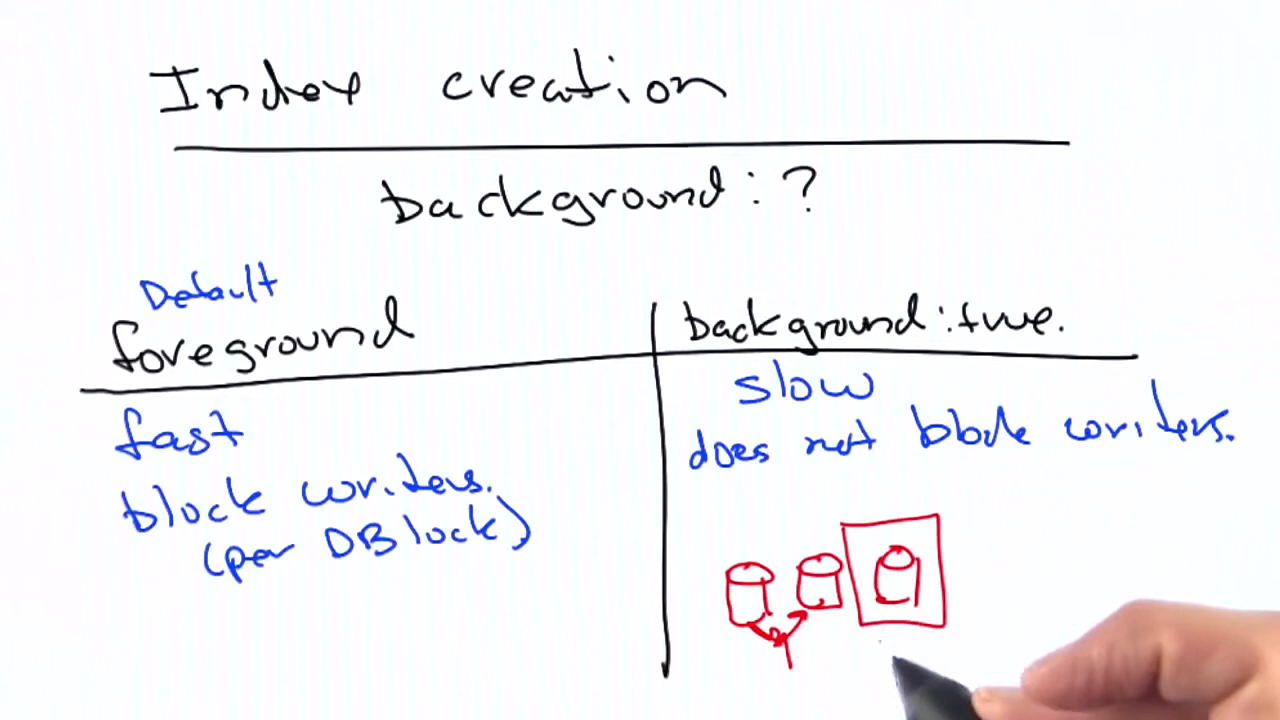 Index creation
background: ?
Default
foreground
fast
block writers.
(per DB lock)
background: true.
slow
does not block writers.